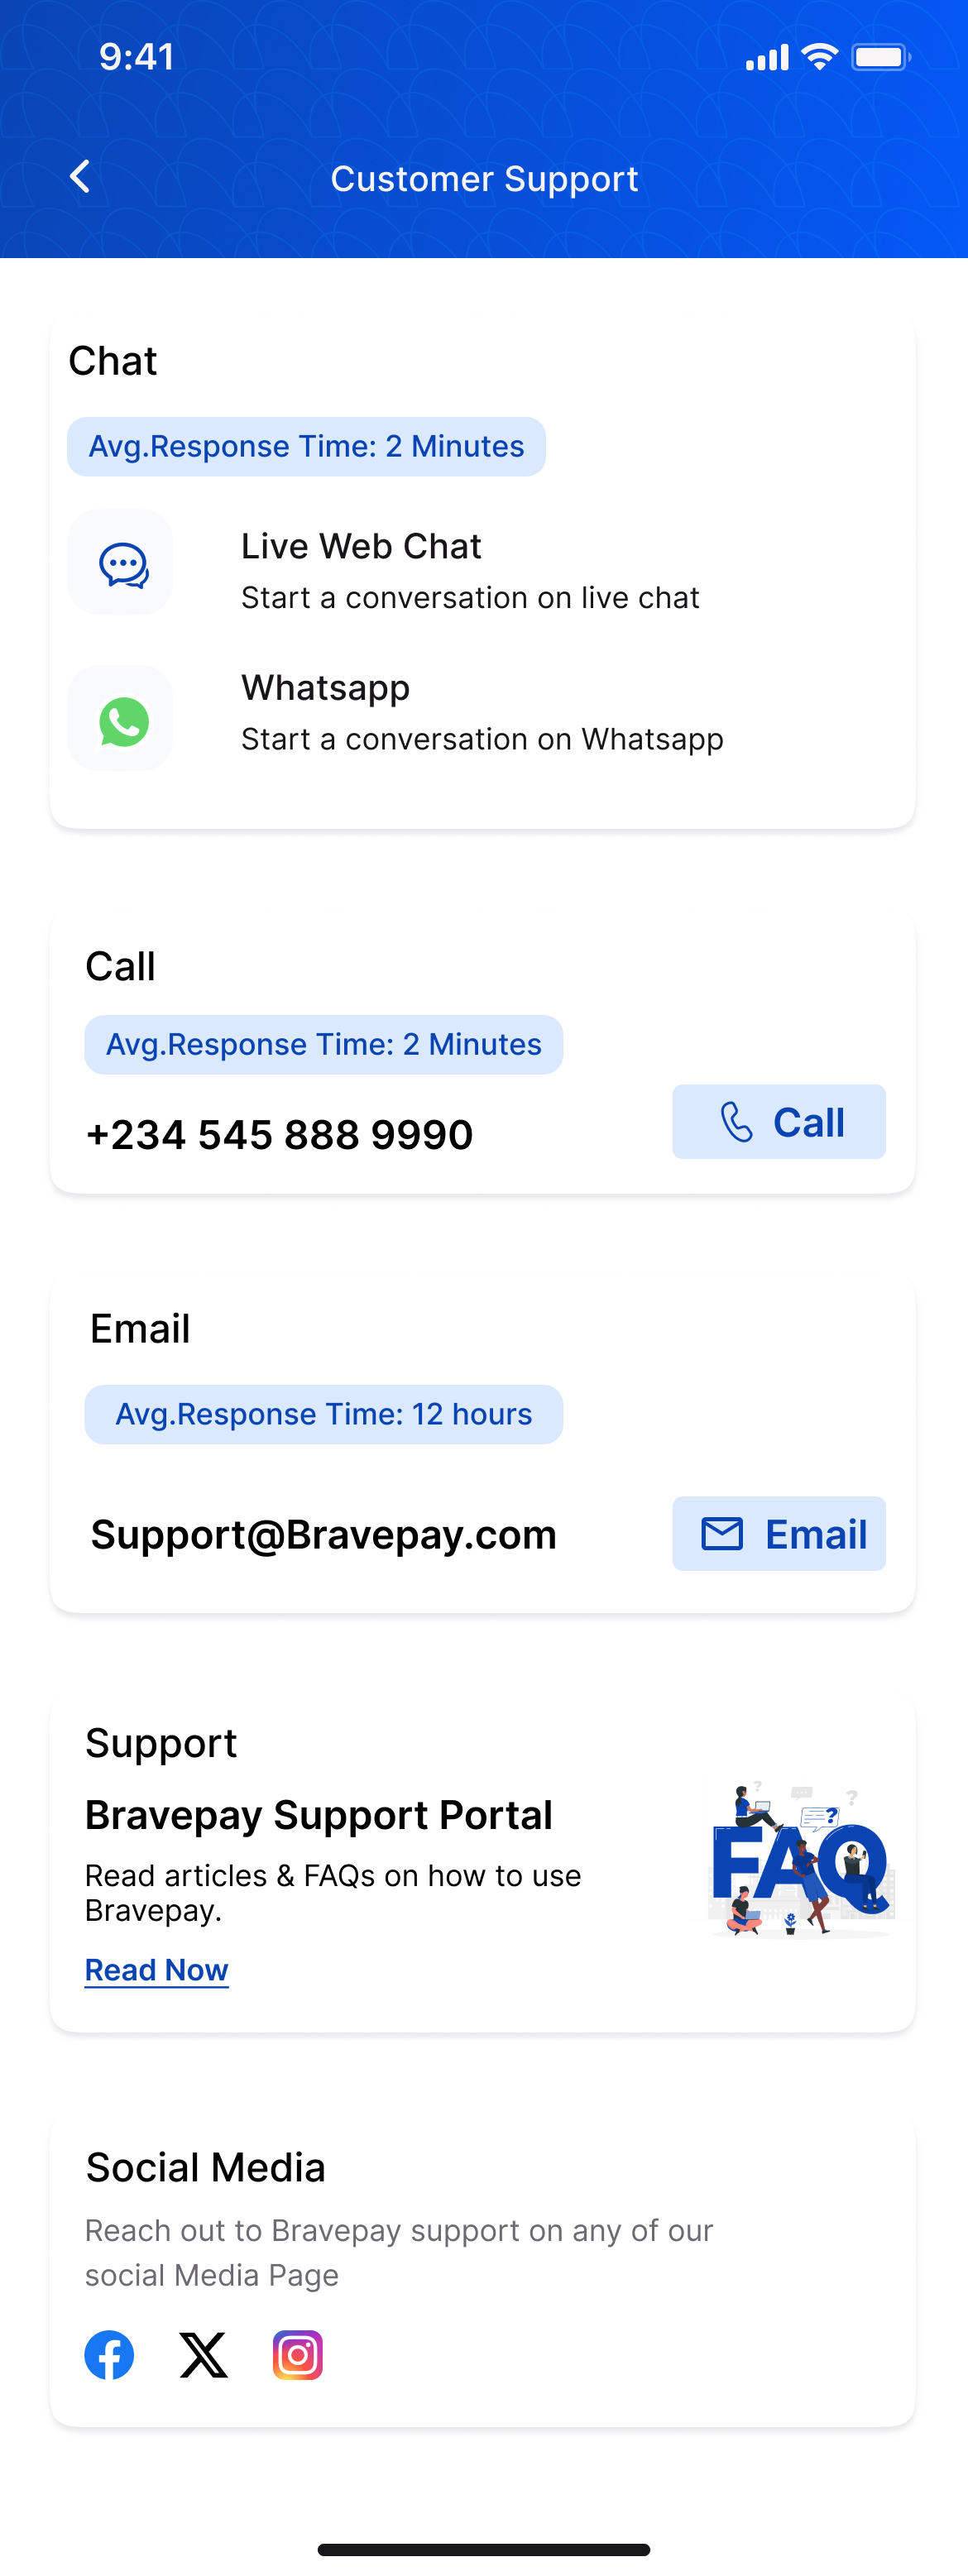 9:41
Customer Support
Chat
Avg.Response Time: 2 Minutes
Live Web Chat
Start a conversation on live chat
Whatsapp
Start a conversation on Whatsapp
Call
Avg.Response Time: 2 Minutes
+234 545 888 9990
Call
Email
Avg.Response Time: 12 hours
Support@Bravepay.com
Email
Support
Bravepay Support Portal
Read articles & FAQs on how to use
Bravepay.
Read Now
? ? ?
FAQ
Social Media
Reach out to Bravepay support on any of our
social Media Page